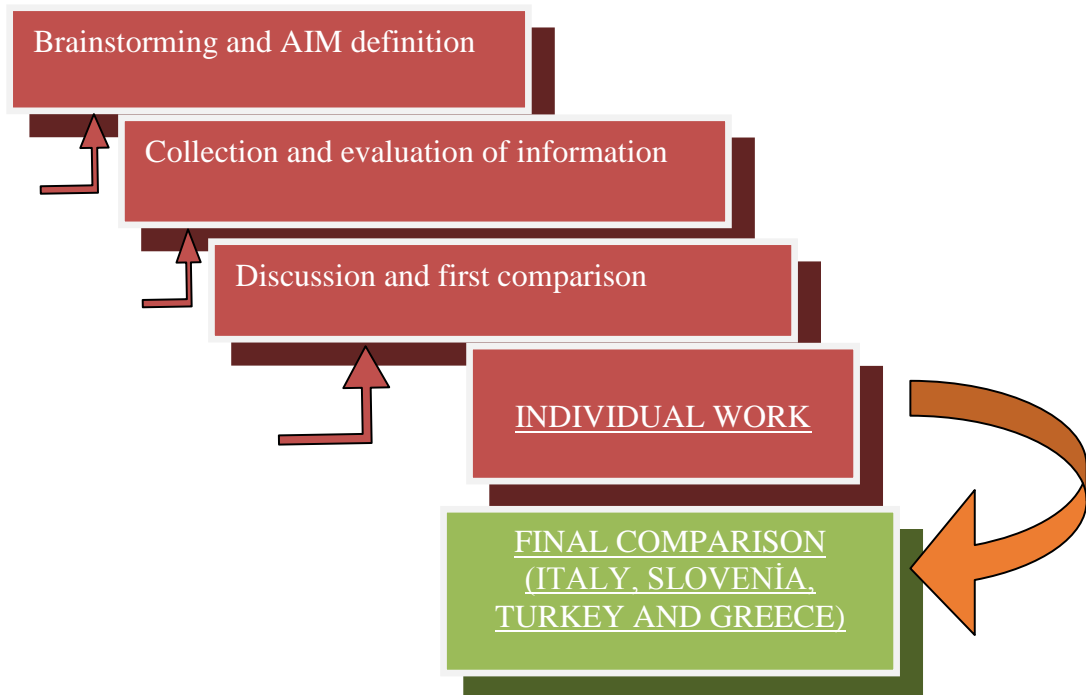 Brainstorming and AIM definition
Collection and evaluation of information
Discussion and first comparison
INDIVIDUAL WORK
FINAL COMPARISON
(ITALY, SLOVENİA,
TURKEY AND GREECE)